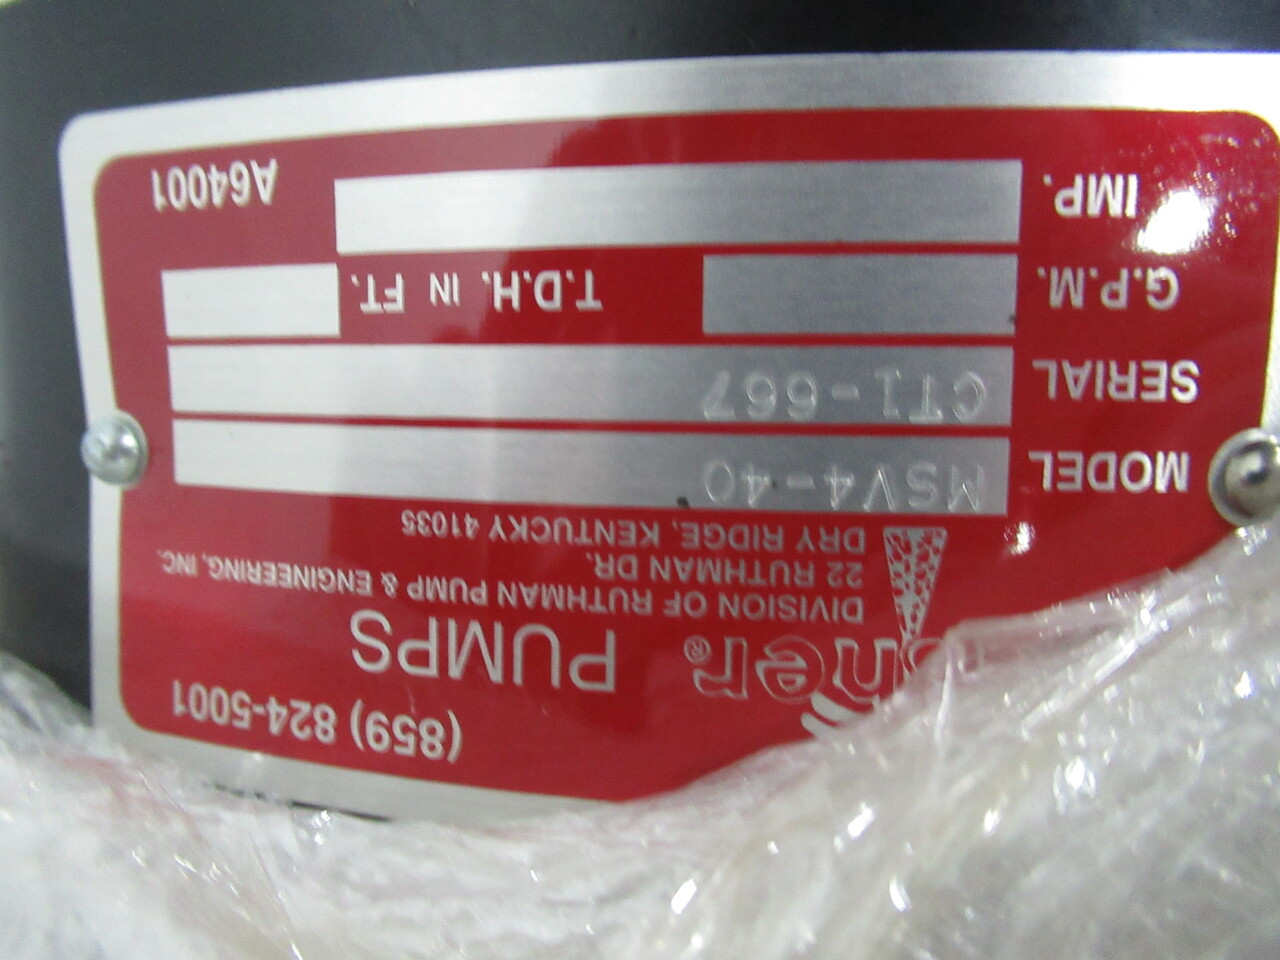 (859) 824-5001
PUMPS
DIVISION OF RUTHMAN PUMP & ENGINEERING, INC.
22 RUTHMAN DR.
DRY RIDGE, KENTUCKY 41035
MODEL MSV4-40
SERIAL CT1-667
G.P.M. T.D.H. IN FT.
IMP. A64001